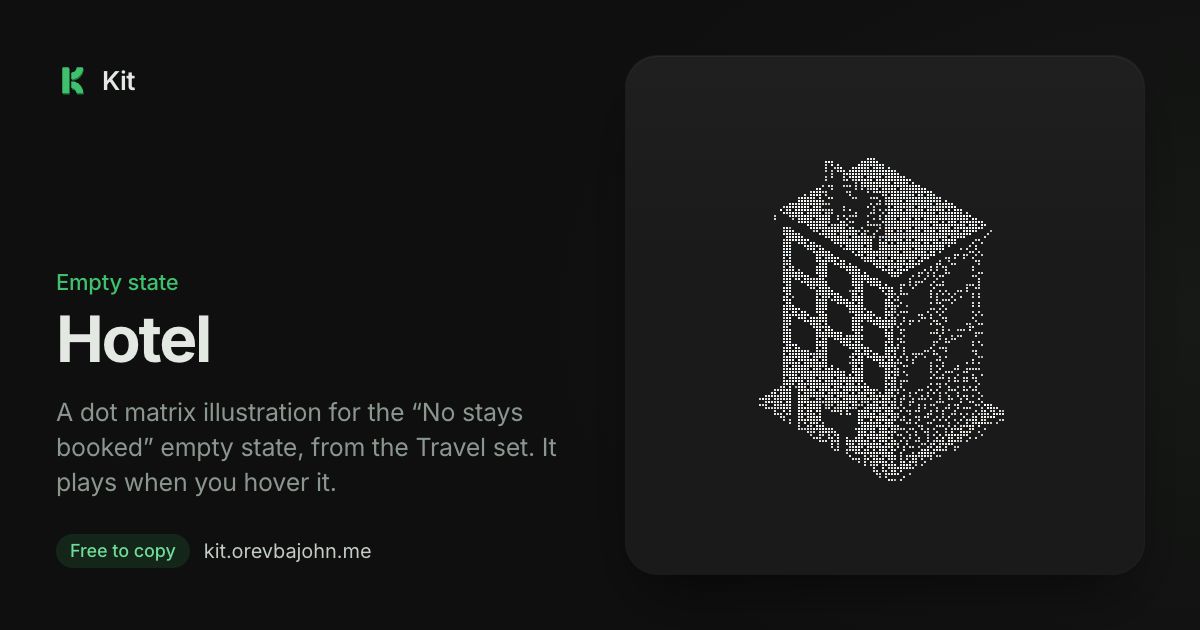 Kit
Empty state
Hotel
A dot matrix illustration for the “No stays
booked” empty state, from the Travel set. It
plays when you hover it.
Free to copy
kit.orevbajohn.me